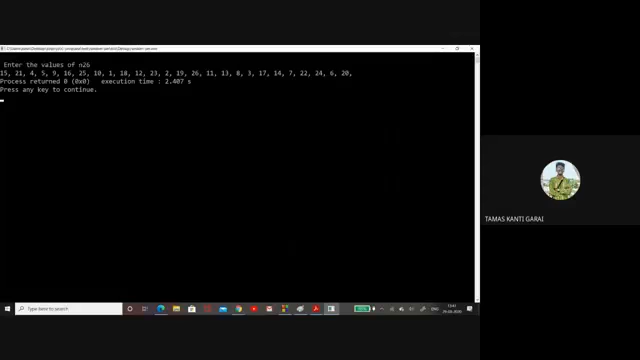 Enter the values of n26
15, 21, 4, 5, 9, 16, 25, 10, 1, 18, 12, 23, 2, 19, 26, 11, 13, 8, 3, 17, 14, 7, 22, 24, 6, 20,
Process returned 0 (0x0)   execution time : 2.407 s
Press any key to continue.
TAMAS KANTI GARAI
Type here to search
ENG